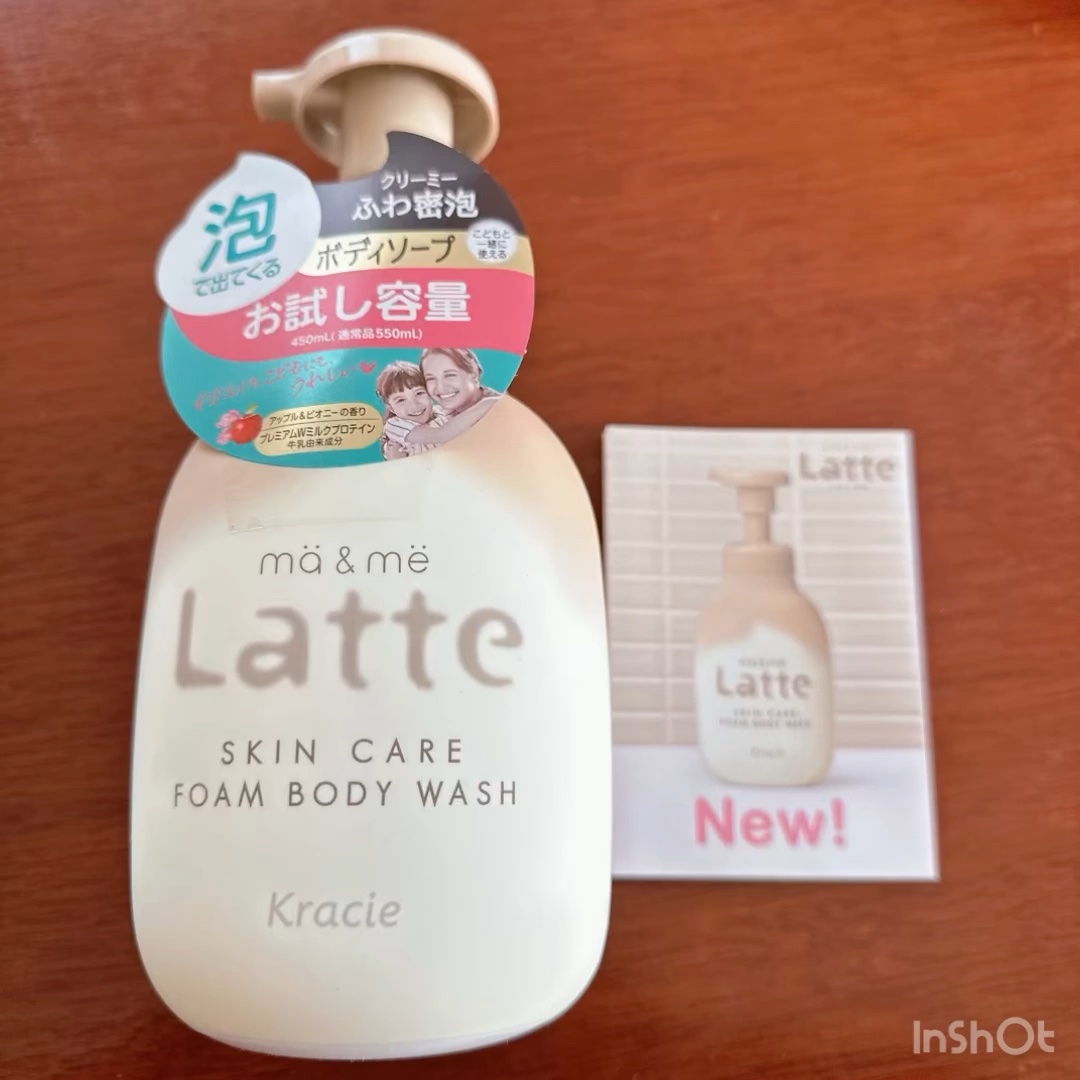 クリーミー
ふわ密泡
泡
で出てくる
ボディソープ
こどもと
一緒に
使える
お試し容量
450mL(通常品550mL)
うれしい
アップル&ピオニーの香り
プレミアムWミルクプロテイン
牛乳由来成分
mä & më
Latte
SKIN CARE
FOAM BODY WASH
Kracie
Latte
Latte
SKIN CARE
FOAM BODY WASH
Kracie
New!
InShOt